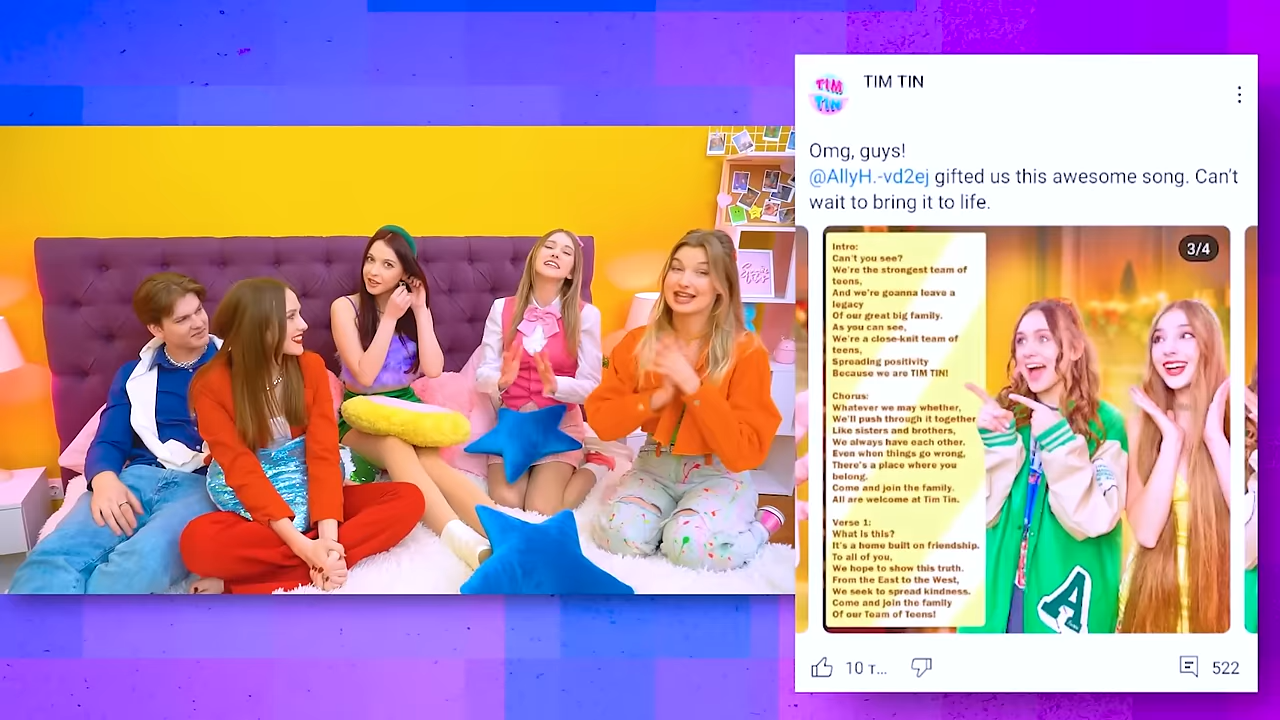 TIM
TIN
TIM TIN
Omg, guys!
@AllyH.-vd2ej gifted us this awesome song. Can't
wait to bring it to life.
3/4
Intro:
Can't you see?
We're the strongest team of
teens,
And we're goanna leave a
legacy
Of our great big family.
As you can see,
We're a close-knit team of
teens,
Spreading positivity
Because we are TIM TIN!
Chorus:
Whatever we may whether,
We'll push through it together
Like sisters and brothers,
We always have each other.
Even when things go wrong,
There's a place where you
belong.
Come and join the family.
All are welcome at Tim Tin.
Verse 1:
What is this?
It's a home built on friendship.
To all of you,
We hope to show this truth.
From the East to the West,
We seek to spread kindness.
Come and join the family
Of our Team of Teens!
A
10 т...
522